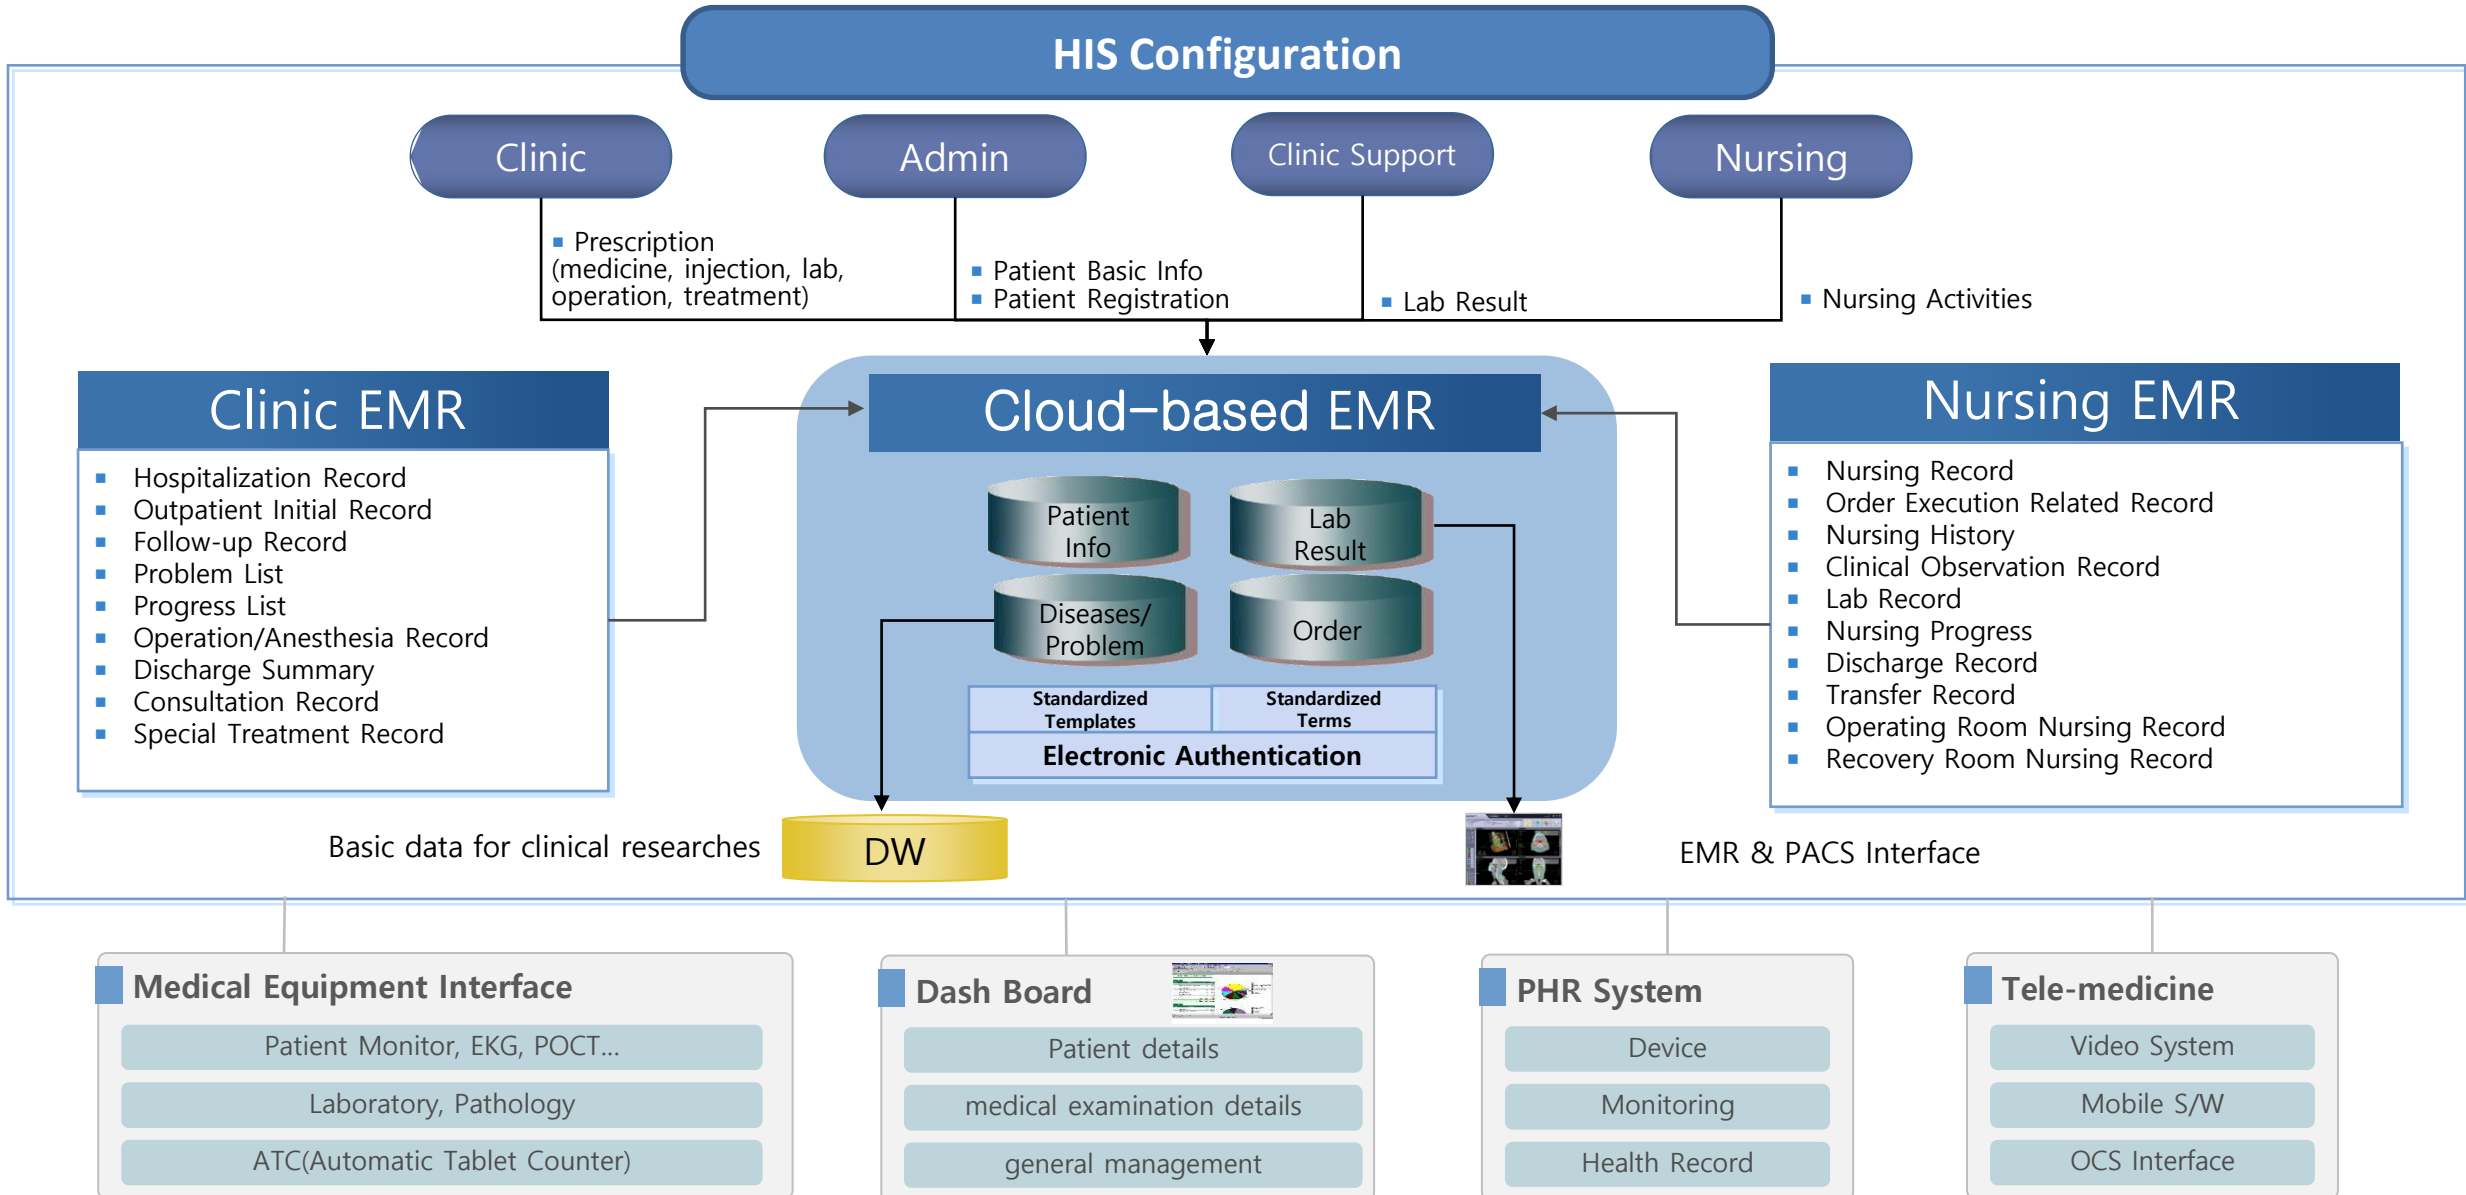 HIS Configuration
Clinic
Admin
Clinic Support
Nursing
▪ Prescription
(medicine, injection, lab,
operation, treatment)
▪ Patient Basic Info
▪ Patient Registration
▪ Lab Result
▪ Nursing Activities
Clinic EMR
▪ Hospitalization Record
▪ Outpatient Initial Record
▪ Follow-up Record
▪ Problem List
▪ Progress List
▪ Operation/Anesthesia Record
▪ Discharge Summary
▪ Consultation Record
▪ Special Treatment Record
Cloud-based EMR
Patient
Info
Lab
Result
Diseases/
Problem
Order
Standardized
Templates
Standardized
Terms
Electronic Authentication
Nursing EMR
▪ Nursing Record
▪ Order Execution Related Record
▪ Nursing History
▪ Clinical Observation Record
▪ Lab Record
▪ Nursing Progress
▪ Discharge Record
▪ Transfer Record
▪ Operating Room Nursing Record
▪ Recovery Room Nursing Record
Basic data for clinical researches
DW
EMR & PACS Interface
Medical Equipment Interface
Patient Monitor, EKG, POCT...
Laboratory, Pathology
ATC(Automatic Tablet Counter)
Dash Board
Patient details
medical examination details
general management
PHR System
Device
Monitoring
Health Record
Tele-medicine
Video System
Mobile S/W
OCS Interface